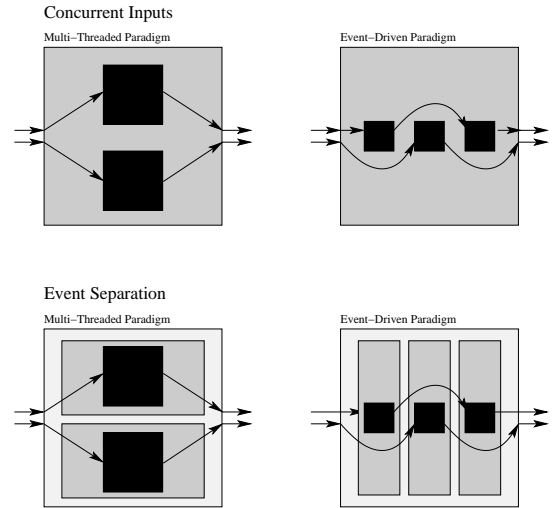 Concurrent Inputs
Multi−Threaded Paradigm
Event−Driven Paradigm
Event Separation
Multi−Threaded Paradigm
Event−Driven Paradigm